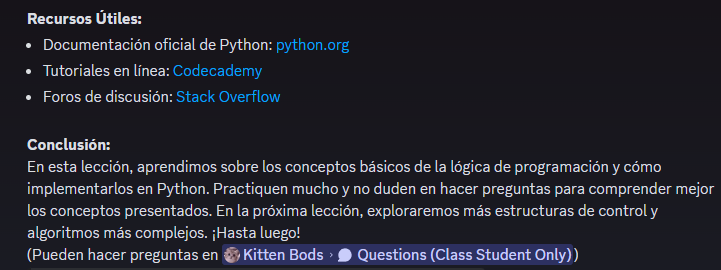 Recursos Útiles:
• Documentación oficial de Python: python.org
• Tutoriales en línea: Codecademy
• Foros de discusión: Stack Overflow
Conclusión:
En esta lección, aprendimos sobre los conceptos básicos de la lógica de programación y cómo
implementarlos en Python. Practiquen mucho y no duden en hacer preguntas para comprender mejor
los conceptos presentados. En la próxima lección, exploraremos más estructuras de control y
algoritmos más complejos. ¡Hasta luego!
(Pueden hacer preguntas en Kitten Bods › Questions (Class Student Only))